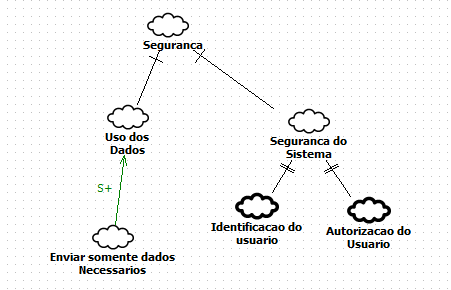 Seguranca
Uso dos
Dados
Seguranca do
Sistema
S+
Identificacao do
usuario
Autorizacao do
Usuario
Enviar somente dados
Necessarios